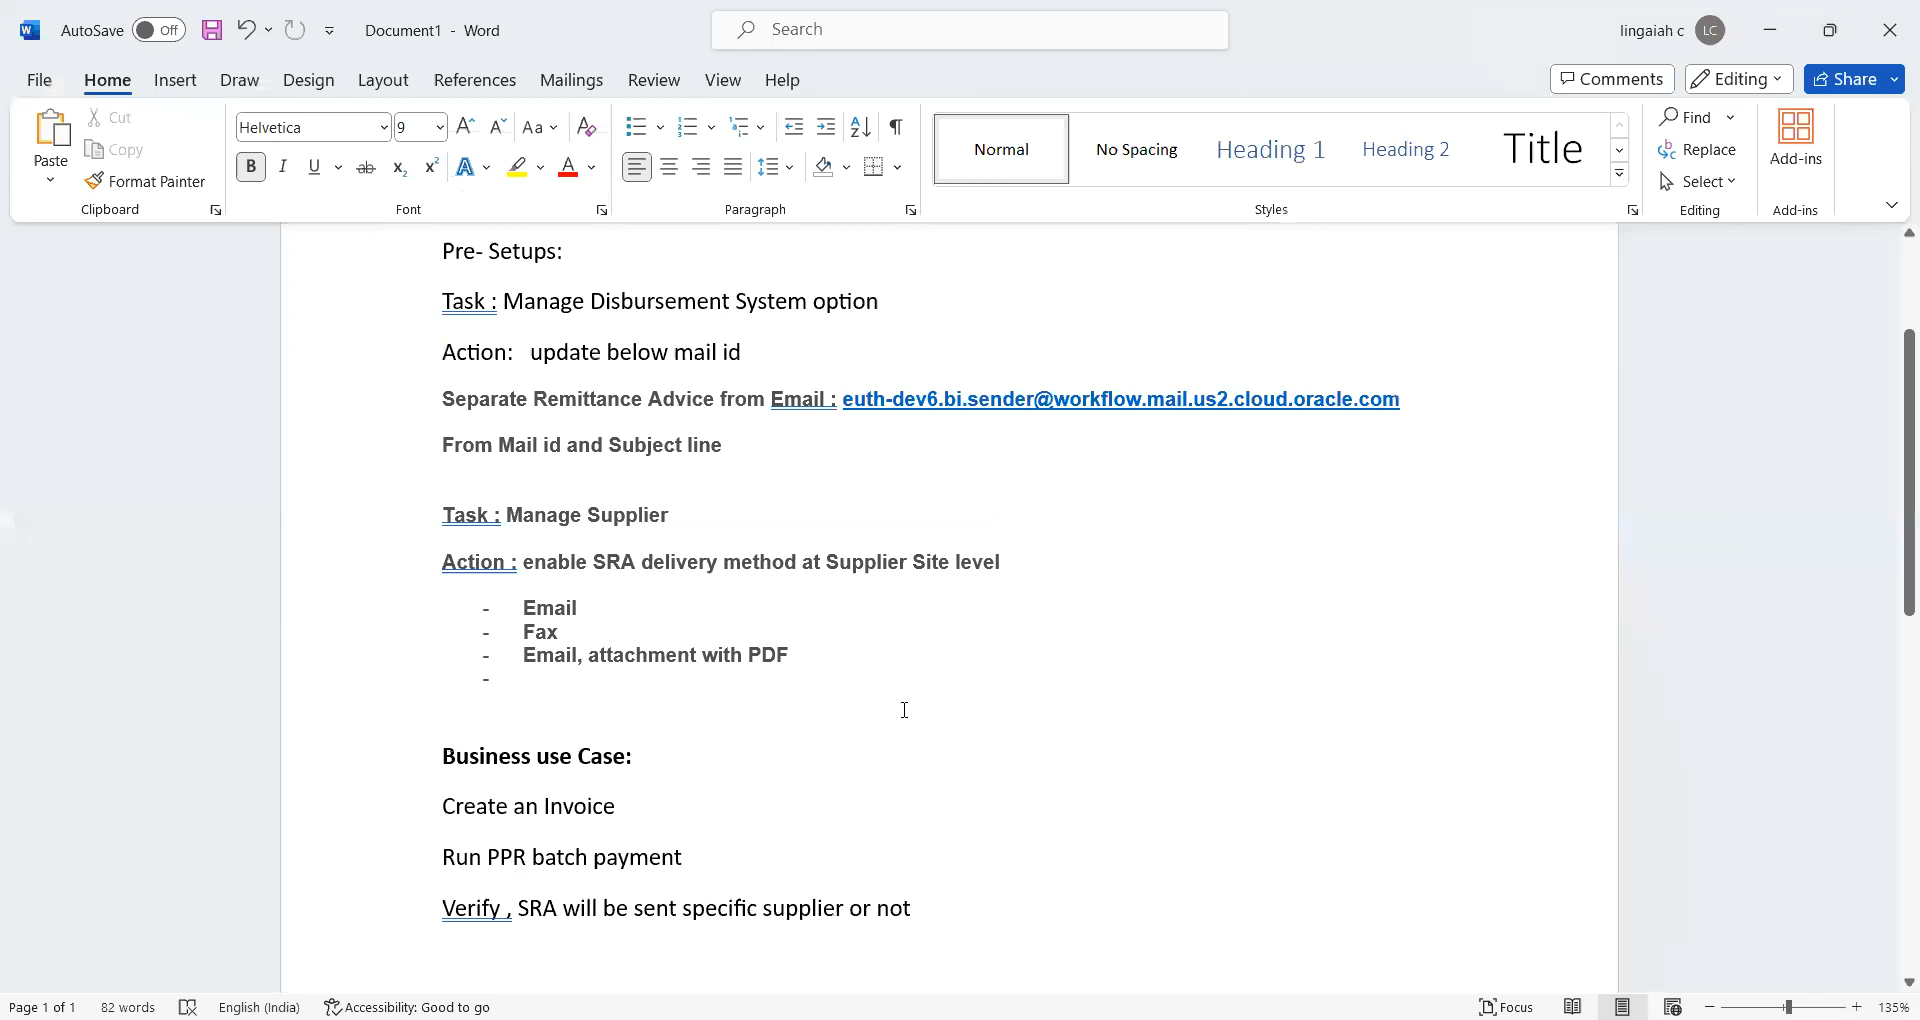 AutoSave Off Document1 - Word Search lingaiah c LC
File Home Insert Draw Design Layout References Mailings Review View Help Comments Editing Share
Paste Cut Copy Format Painter
Clipboard
Helvetica 9
Font
Paragraph
Normal No Spacing Heading 1 Heading 2 Title
Styles
Find Replace Select
Editing
Add-ins
Add-ins
Pre- Setups:
Task : Manage Disbursement System option
Action: update below mail id
Separate Remittance Advice from Email : euth-dev6.bi.sender@workflow.mail.us2.cloud.oracle.com
From Mail id and Subject line
Task : Manage Supplier
Action : enable SRA delivery method at Supplier Site level
- Email
- Fax
- Email, attachment with PDF
-
Business use Case:
Create an Invoice
Run PPR batch payment
Verify , SRA will be sent specific supplier or not
Page 1 of 1 82 words English (India) Accessibility: Good to go Focus 135%